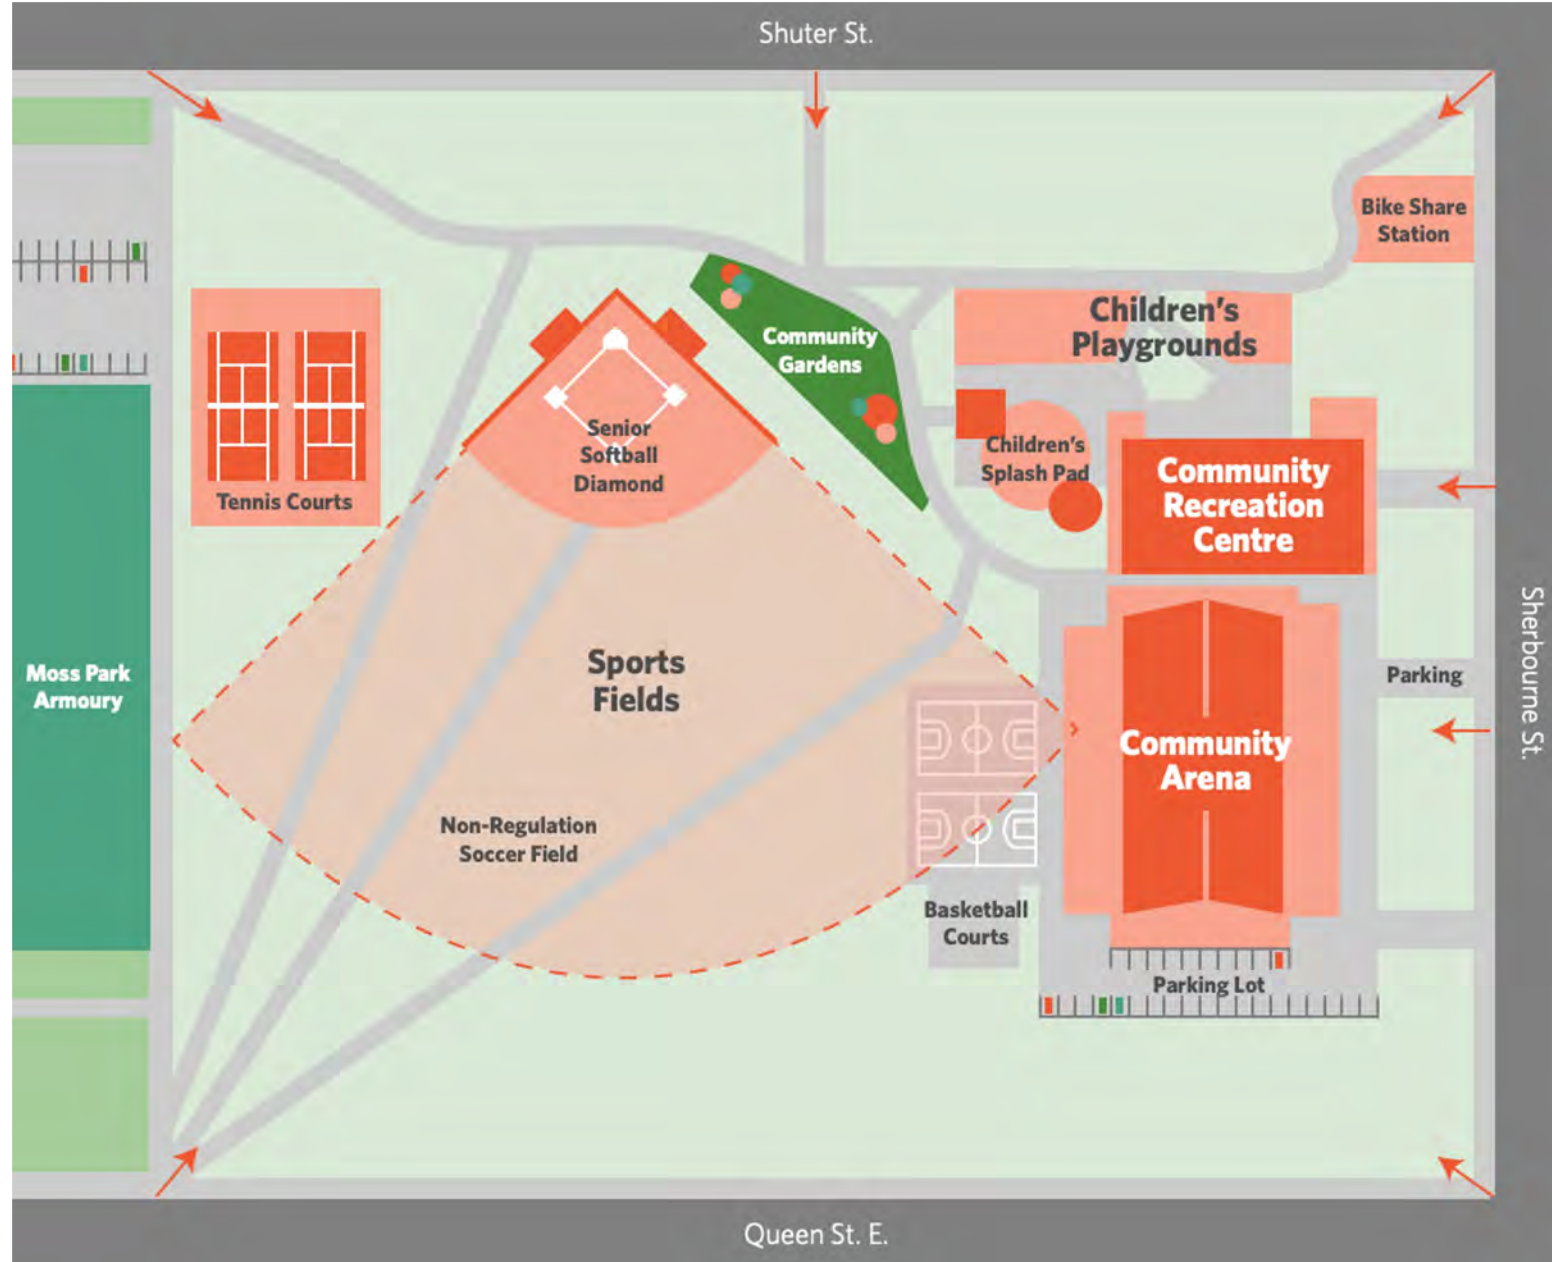 Shuter St.
Bike Share
Station
Children's
Playgrounds
Community
Gardens
Senior
Softball
Diamond
Children's
Splash Pad
Community
Recreation
Centre
Tennis Courts
Sherbourne St.
Moss Park
Armoury
Sports
Fields
Parking
Community
Arena
Non-Regulation
Soccer Field
Basketball
Courts
Parking Lot
Queen St. E.